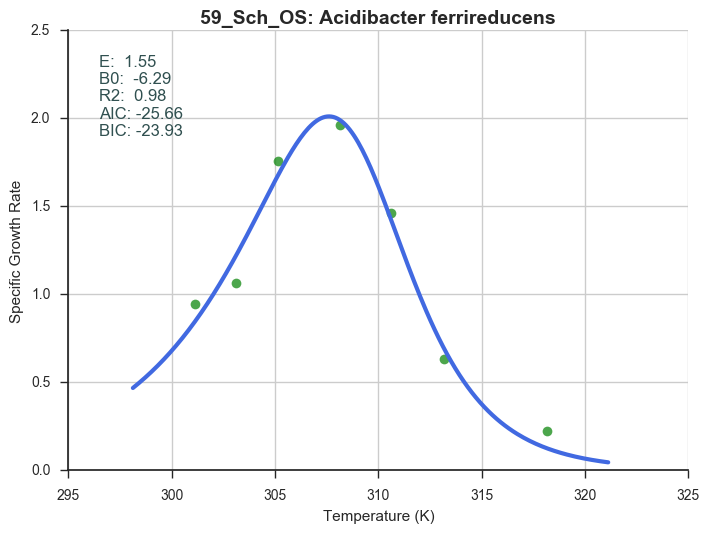 59_Sch_OS: Acidibacter ferrireducens
E:  1.55
B0:  -6.29
R2:  0.98
AIC: -25.66
BIC: -23.93
2.5
2.0
1.5
1.0
0.5
0.0
Specific Growth Rate
295 300 305 310 315 320 325
Temperature (K)